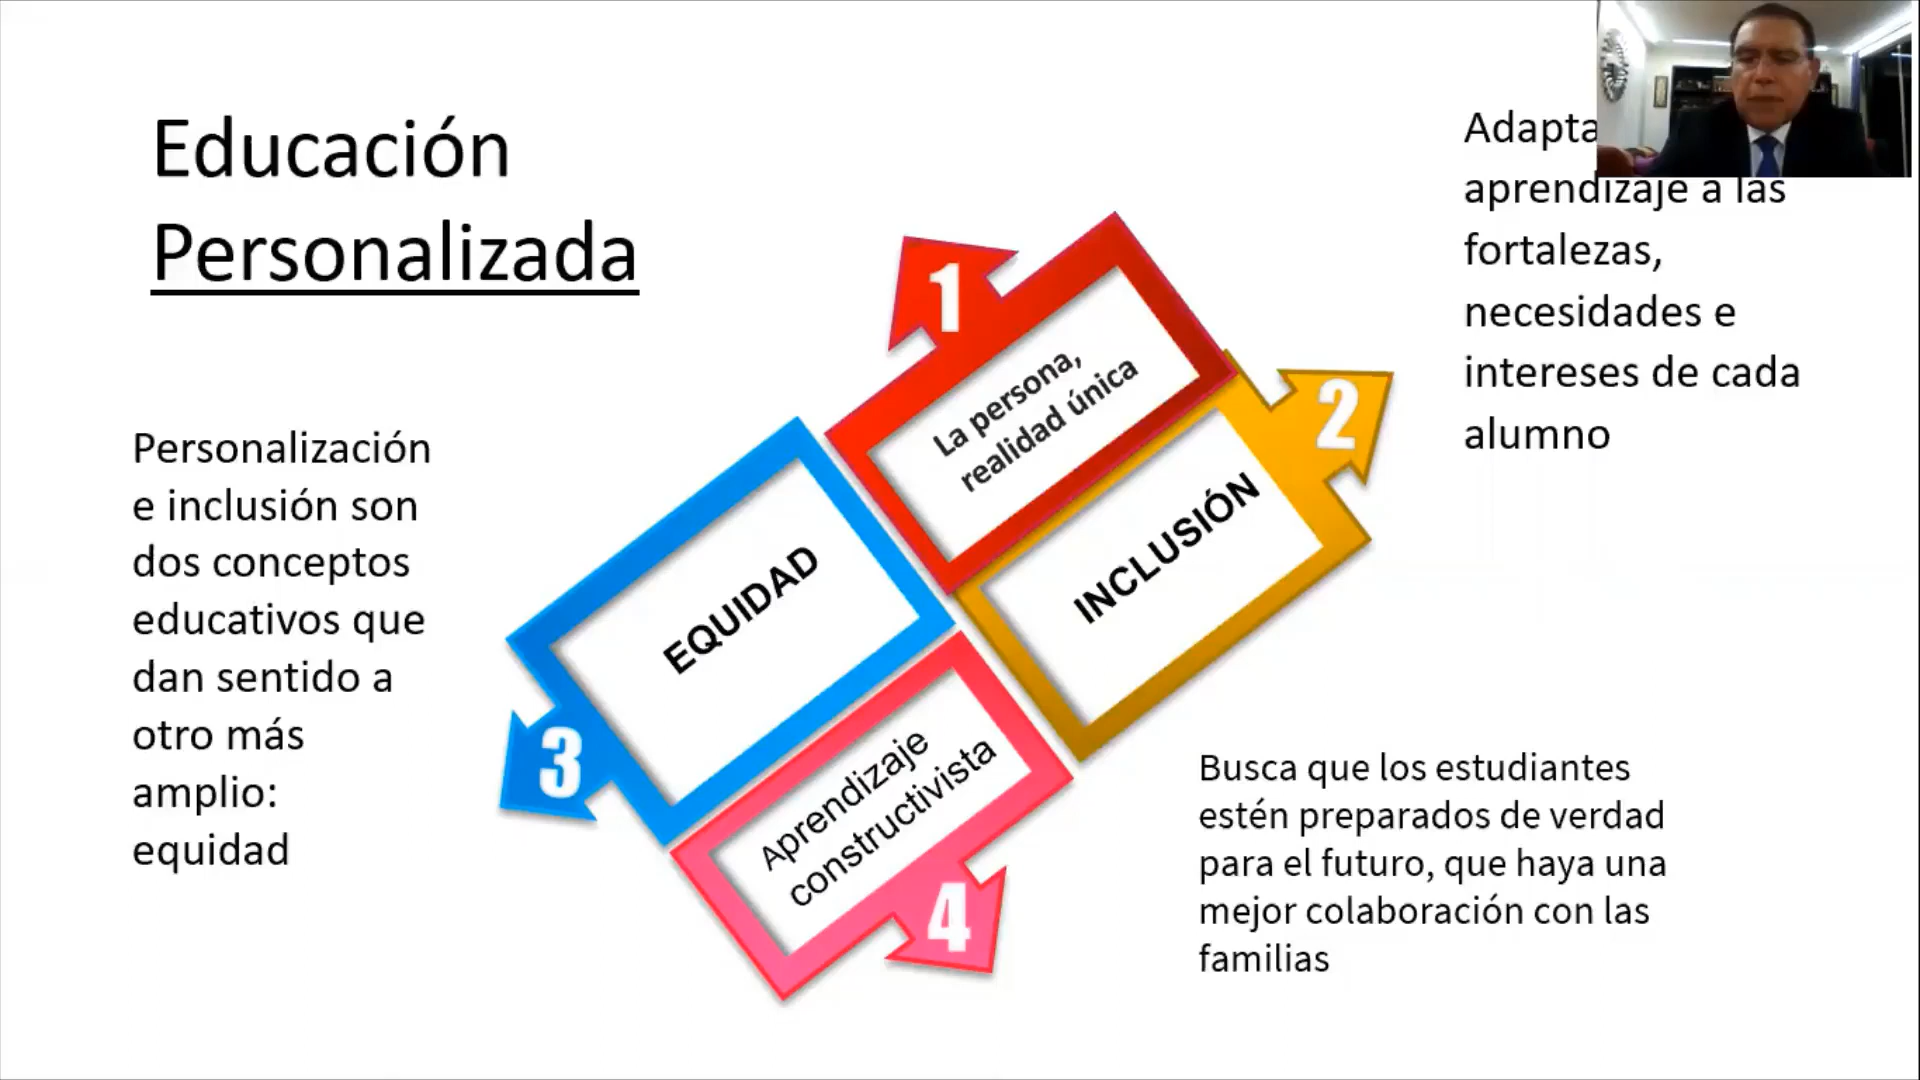 Educación
Personalizada
Personalización
e inclusión son
dos conceptos
educativos que
dan sentido a
otro más
amplio:
equidad
1
La persona,
realidad única
2
INCLUSIÓN
EQUIDAD
3
Aprendizaje
constructivista
4
Adapta
aprendizaje a las
fortalezas,
necesidades e
intereses de cada
alumno
Busca que los estudiantes
estén preparados de verdad
para el futuro, que haya una
mejor colaboración con las
familias